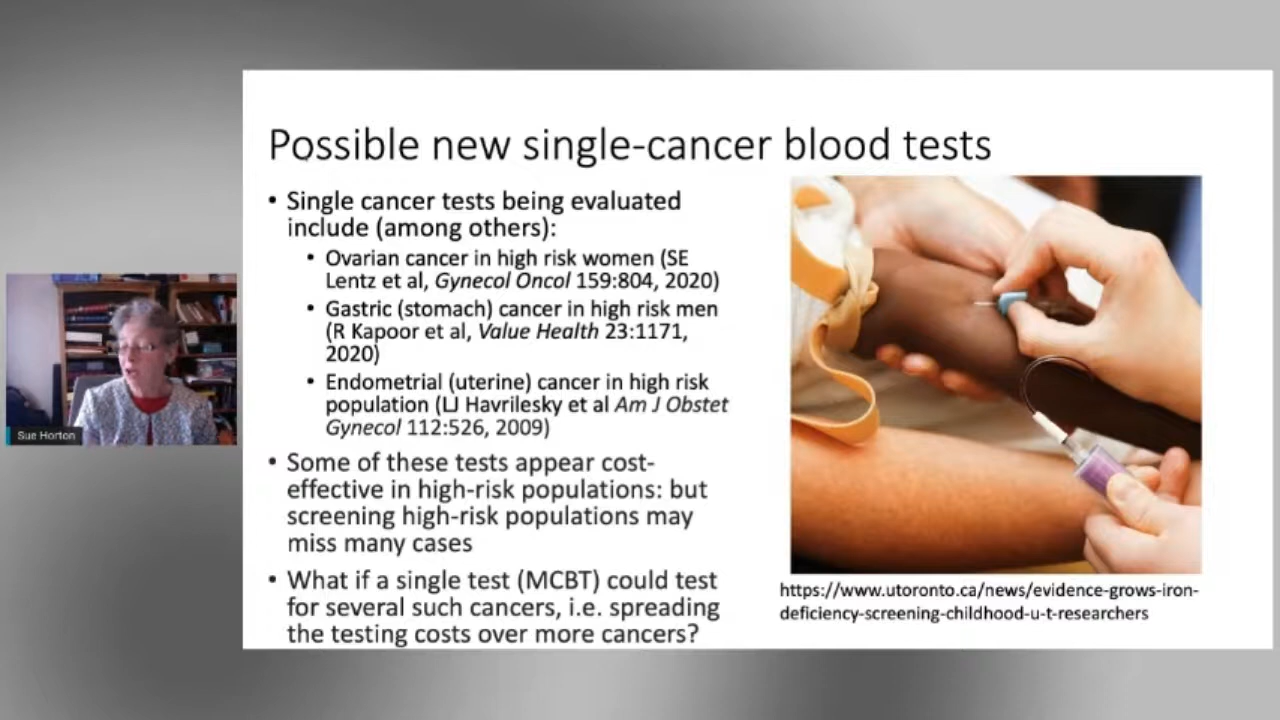 Possible new single-cancer blood tests
• Single cancer tests being evaluated
include (among others):
• Ovarian cancer in high risk women (SE
Lentz et al, Gynecol Oncol 159:804, 2020)
• Gastric (stomach) cancer in high risk men
(R Kapoor et al, Value Health 23:1171,
2020)
• Endometrial (uterine) cancer in high risk
population (LJ Havrilesky et al Am J Obstet
Gynecol 112:526, 2009)
• Some of these tests appear cost-
effective in high-risk populations: but
screening high-risk populations may
miss many cases
• What if a single test (MCBT) could test
for several such cancers, i.e. spreading
the testing costs over more cancers?
https://www.utoronto.ca/news/evidence-grows-iron-
deficiency-screening-childhood-u-t-researchers
Sue Horton